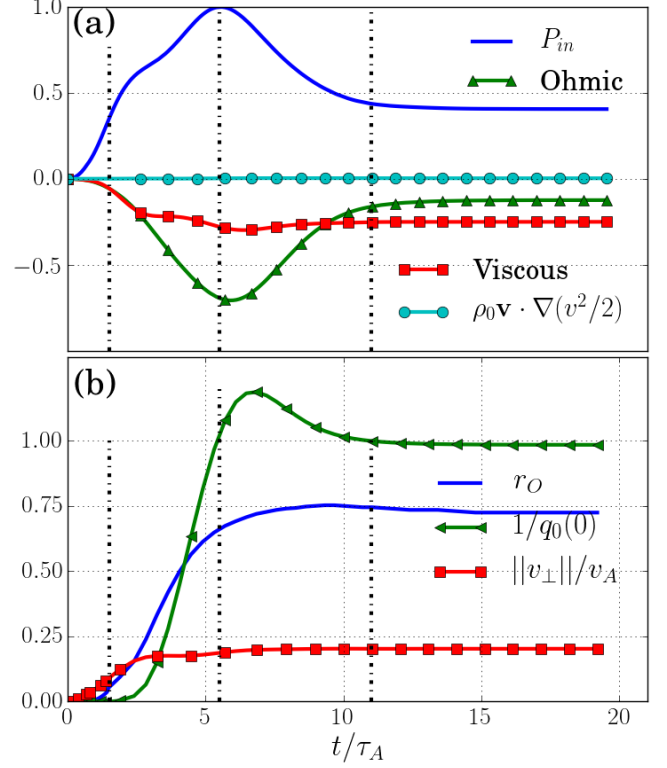 (a)
1.0
0.5
0.0
−0.5
P_in
Ohmic
Viscous
ρ₀v · ∇(v²/2)
(b)
1.00
0.75
0.50
0.25
0.00
r_O
1/q₀(0)
||v_⊥||/v_A
0 5 10 15 20
t/τ_A